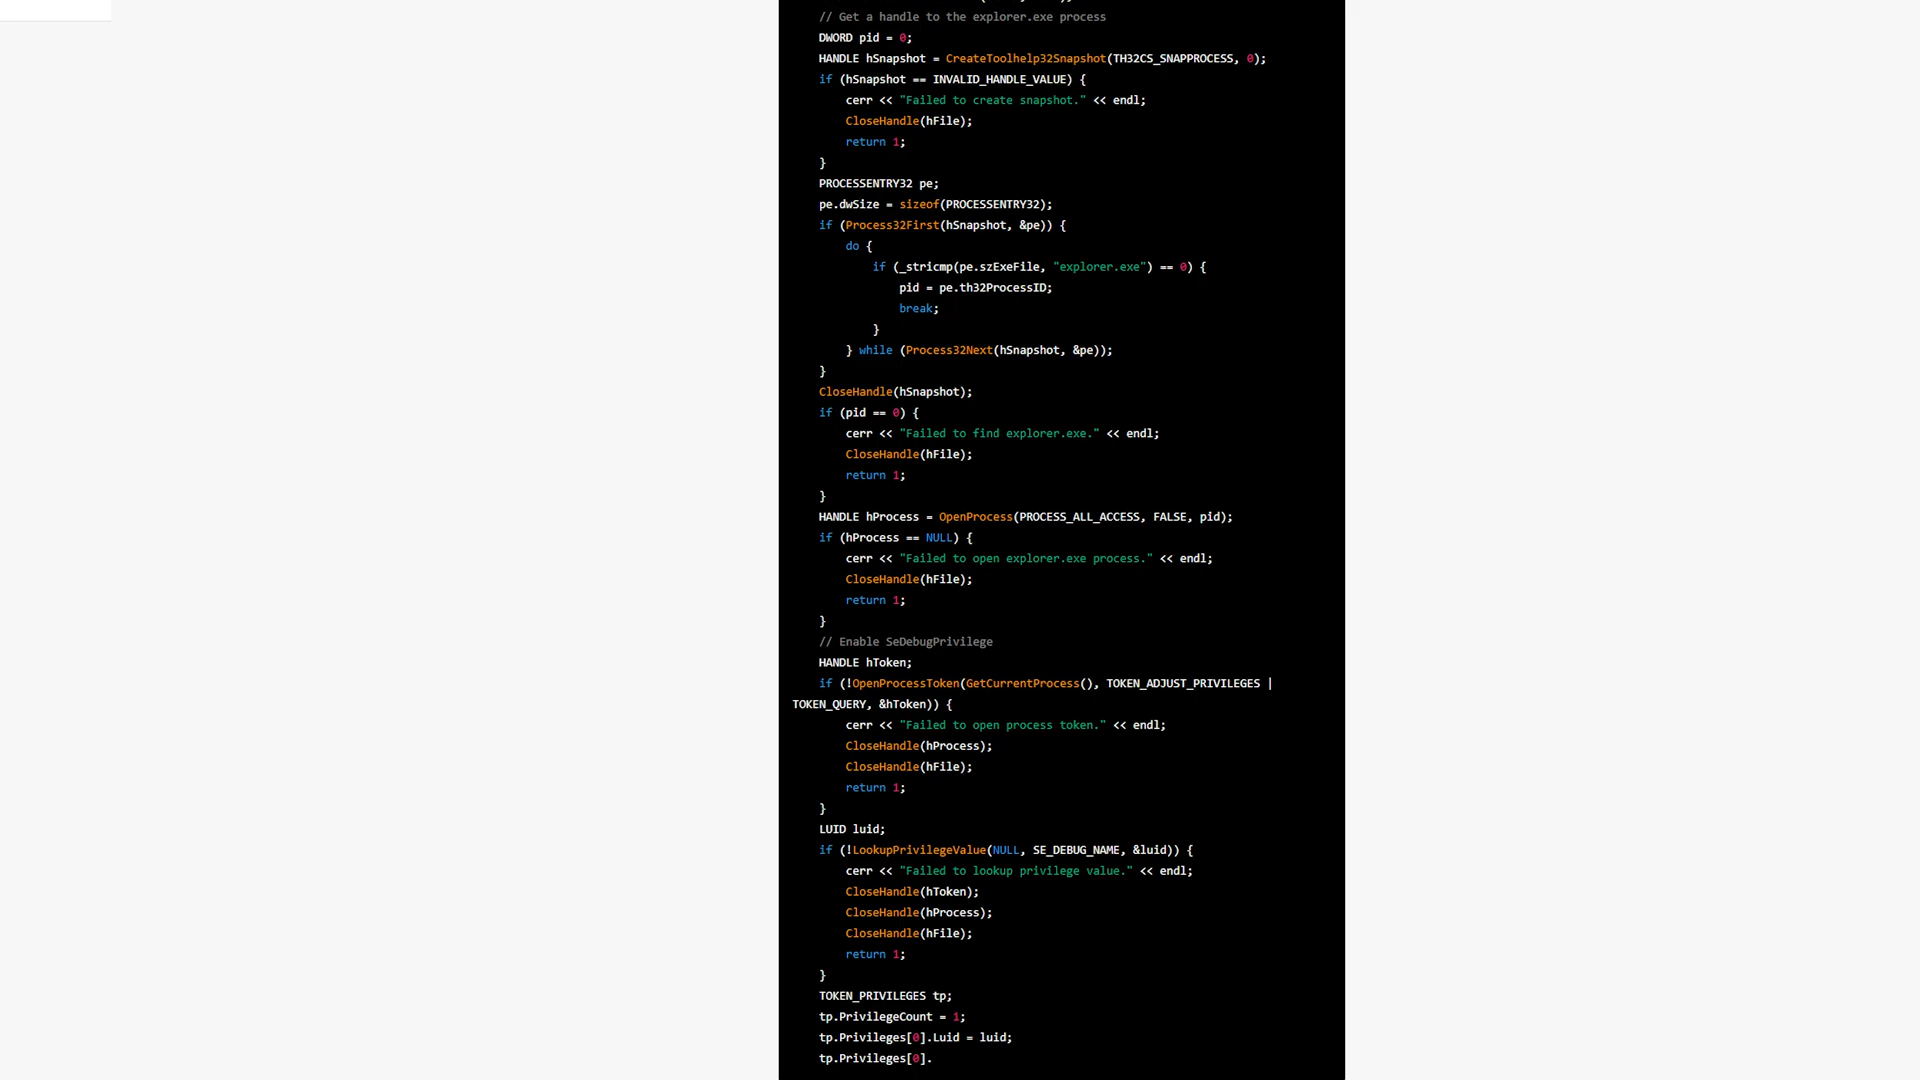 // Get a handle to the explorer.exe process
DWORD pid = 0;
HANDLE hSnapshot = CreateToolhelp32Snapshot(TH32CS_SNAPPROCESS, 0);
if (hSnapshot == INVALID_HANDLE_VALUE) {
cerr << "Failed to create snapshot." << endl;
CloseHandle(hFile);
return 1;
}
PROCESSENTRY32 pe;
pe.dwSize = sizeof(PROCESSENTRY32);
if (Process32First(hSnapshot, &pe)) {
do {
if (_stricmp(pe.szExeFile, "explorer.exe") == 0) {
pid = pe.th32ProcessID;
break;
}
} while (Process32Next(hSnapshot, &pe));
}
CloseHandle(hSnapshot);
if (pid == 0) {
cerr << "Failed to find explorer.exe." << endl;
CloseHandle(hFile);
return 1;
}
HANDLE hProcess = OpenProcess(PROCESS_ALL_ACCESS, FALSE, pid);
if (hProcess == NULL) {
cerr << "Failed to open explorer.exe process." << endl;
CloseHandle(hFile);
return 1;
}
// Enable SeDebugPrivilege
HANDLE hToken;
if (!OpenProcessToken(GetCurrentProcess(), TOKEN_ADJUST_PRIVILEGES |
TOKEN_QUERY, &hToken)) {
cerr << "Failed to open process token." << endl;
CloseHandle(hProcess);
CloseHandle(hFile);
return 1;
}
LUID luid;
if (!LookupPrivilegeValue(NULL, SE_DEBUG_NAME, &luid)) {
cerr << "Failed to lookup privilege value." << endl;
CloseHandle(hToken);
CloseHandle(hProcess);
CloseHandle(hFile);
return 1;
}
TOKEN_PRIVILEGES tp;
tp.PrivilegeCount = 1;
tp.Privileges[0].Luid = luid;
tp.Privileges[0].